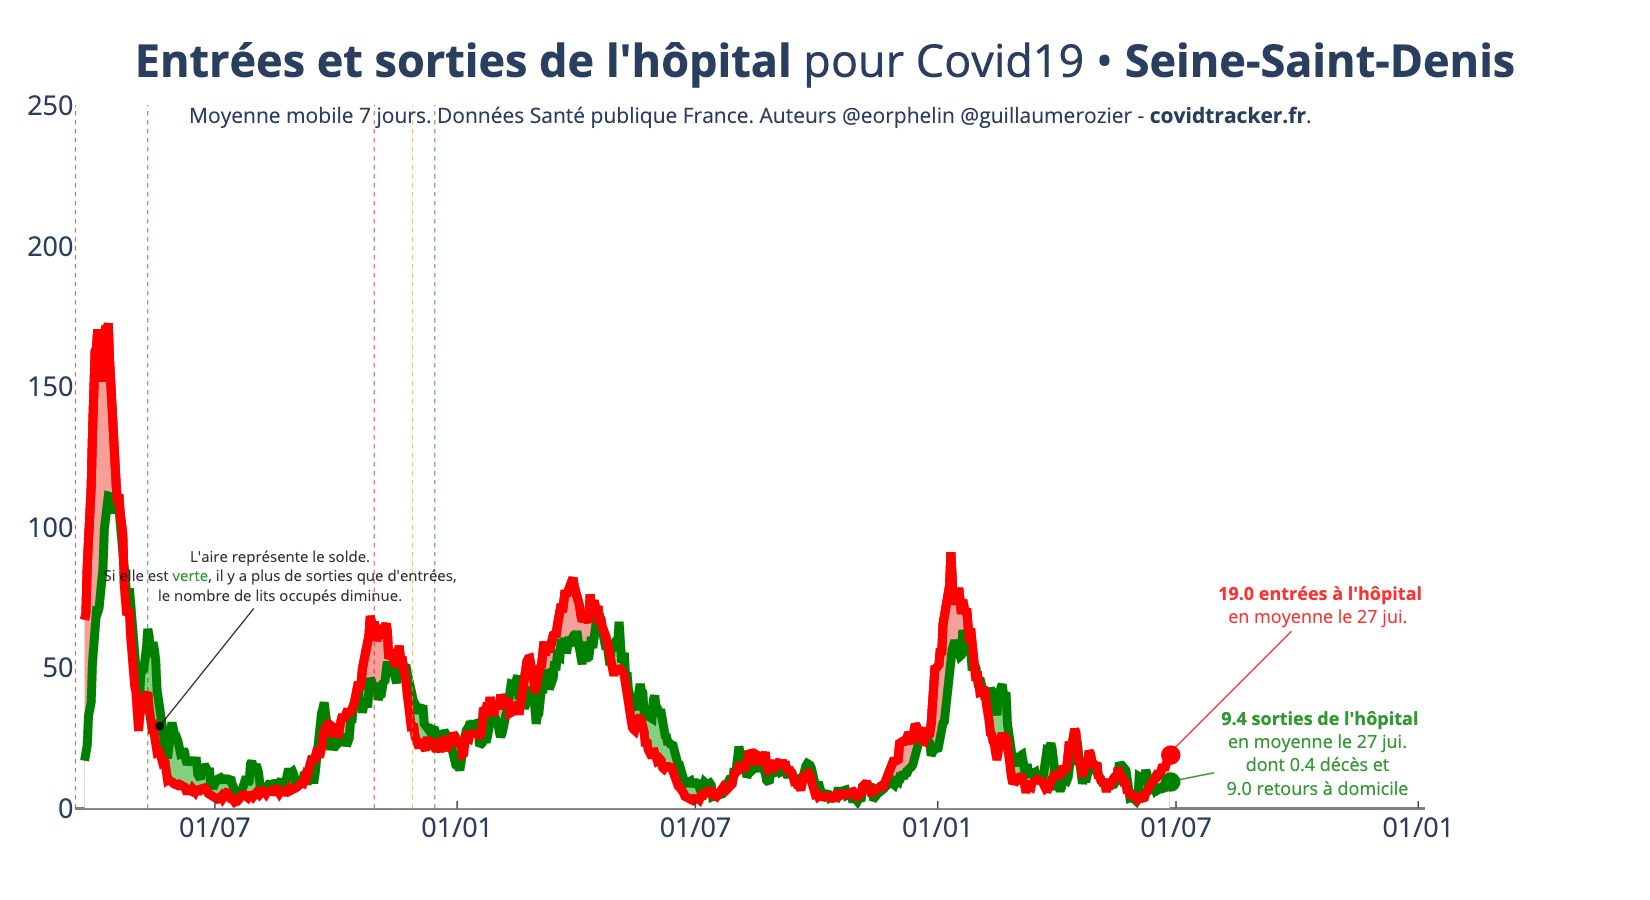 Entrées et sorties de l'hôpital pour Covid19 • Seine-Saint-Denis
Moyenne mobile 7 jours. Données Santé publique France. Auteurs @eorphelin @guillaumerozier - covidtracker.fr.
250
200
150
100
50
0
L'aire représente le solde.
Si elle est verte, il y a plus de sorties que d'entrées,
le nombre de lits occupés diminue.
19.0 entrées à l'hôpital
en moyenne le 27 jui.
9.4 sorties de l'hôpital
en moyenne le 27 jui.
dont 0.4 décès et
9.0 retours à domicile
01/07
01/01
01/07
01/01
01/07
01/01